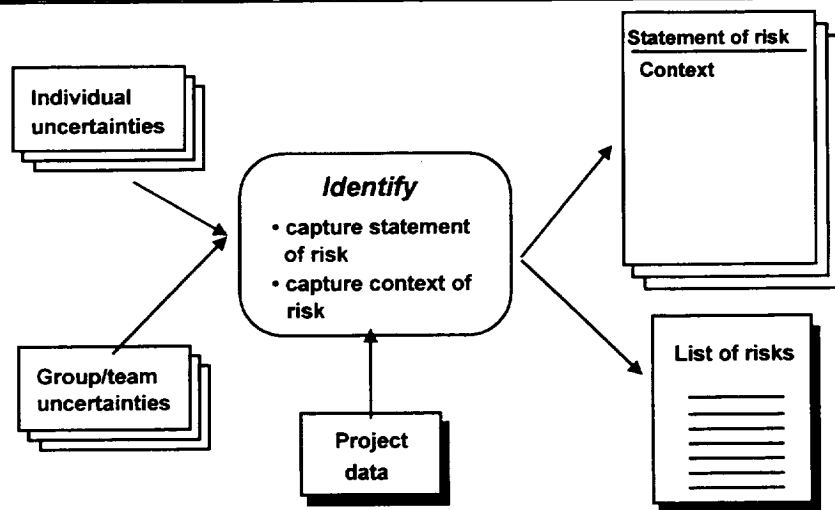 Individual
uncertainties
Group/team
uncertainties
Identify
• capture statement
of risk
• capture context of
risk
Project
data
Statement of risk
Context
List of risks